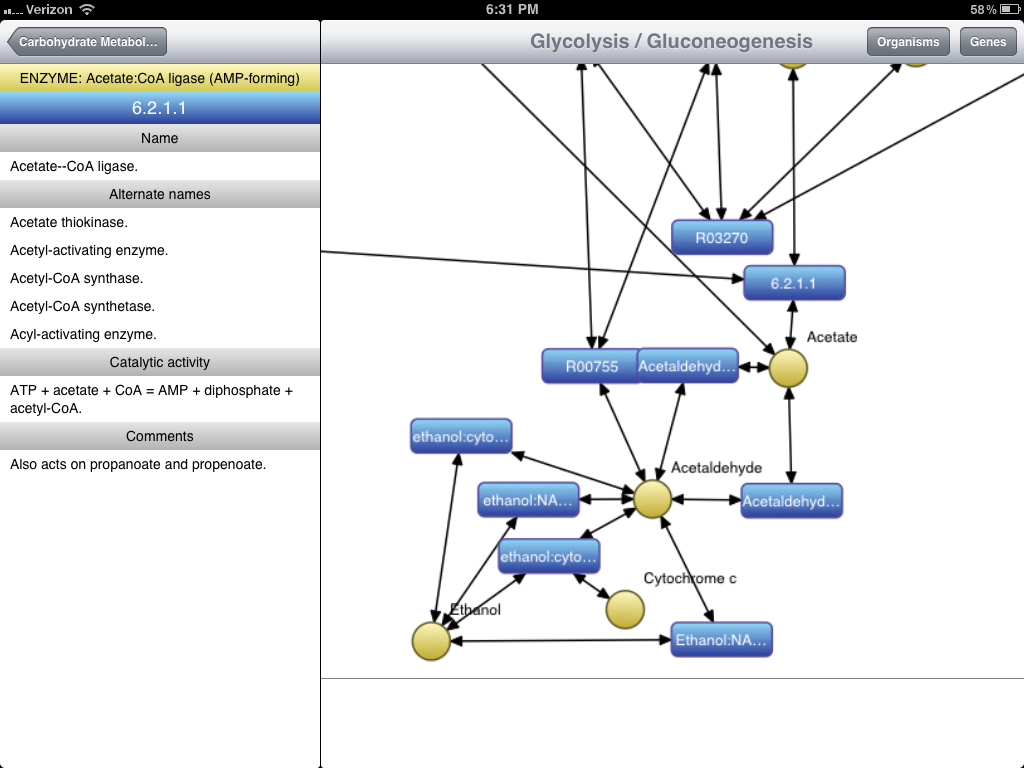 Verizon
6:31 PM
58%
Carbohydrate Metabol...
Glycolysis / Gluconeogenesis
Organisms
Genes
ENZYME: Acetate:CoA ligase (AMP-forming)
6.2.1.1
Name
Acetate--CoA ligase.
Alternate names
Acetate thiokinase.
Acetyl-activating enzyme.
Acetyl-CoA synthase.
Acetyl-CoA synthetase.
Acyl-activating enzyme.
Catalytic activity
ATP + acetate + CoA = AMP + diphosphate +
acetyl-CoA.
Comments
Also acts on propanoate and propenoate.
R03270
6.2.1.1
Acetate
R00755
Acetaldehyd...
ethanol:cyto...
Acetaldehyde
ethanol:NA...
Acetaldehyd...
ethanol:cyto...
Cytochrome c
Ethanol
Ethanol:NA...